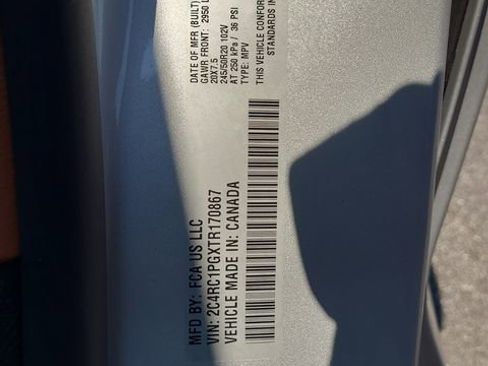 MFD BY: FCA US LLC
VIN: 2C4RC1PGXTR170867
VEHICLE MADE IN: CANADA
DATE OF MFR (BUILT)
GAWR FRONT: 2950 L
20X7.5
245/50R20 102V
AT 250 kPa / 36 PSI
TYPE: MPV
THIS VEHICLE CONFOR
STANDARDS IN